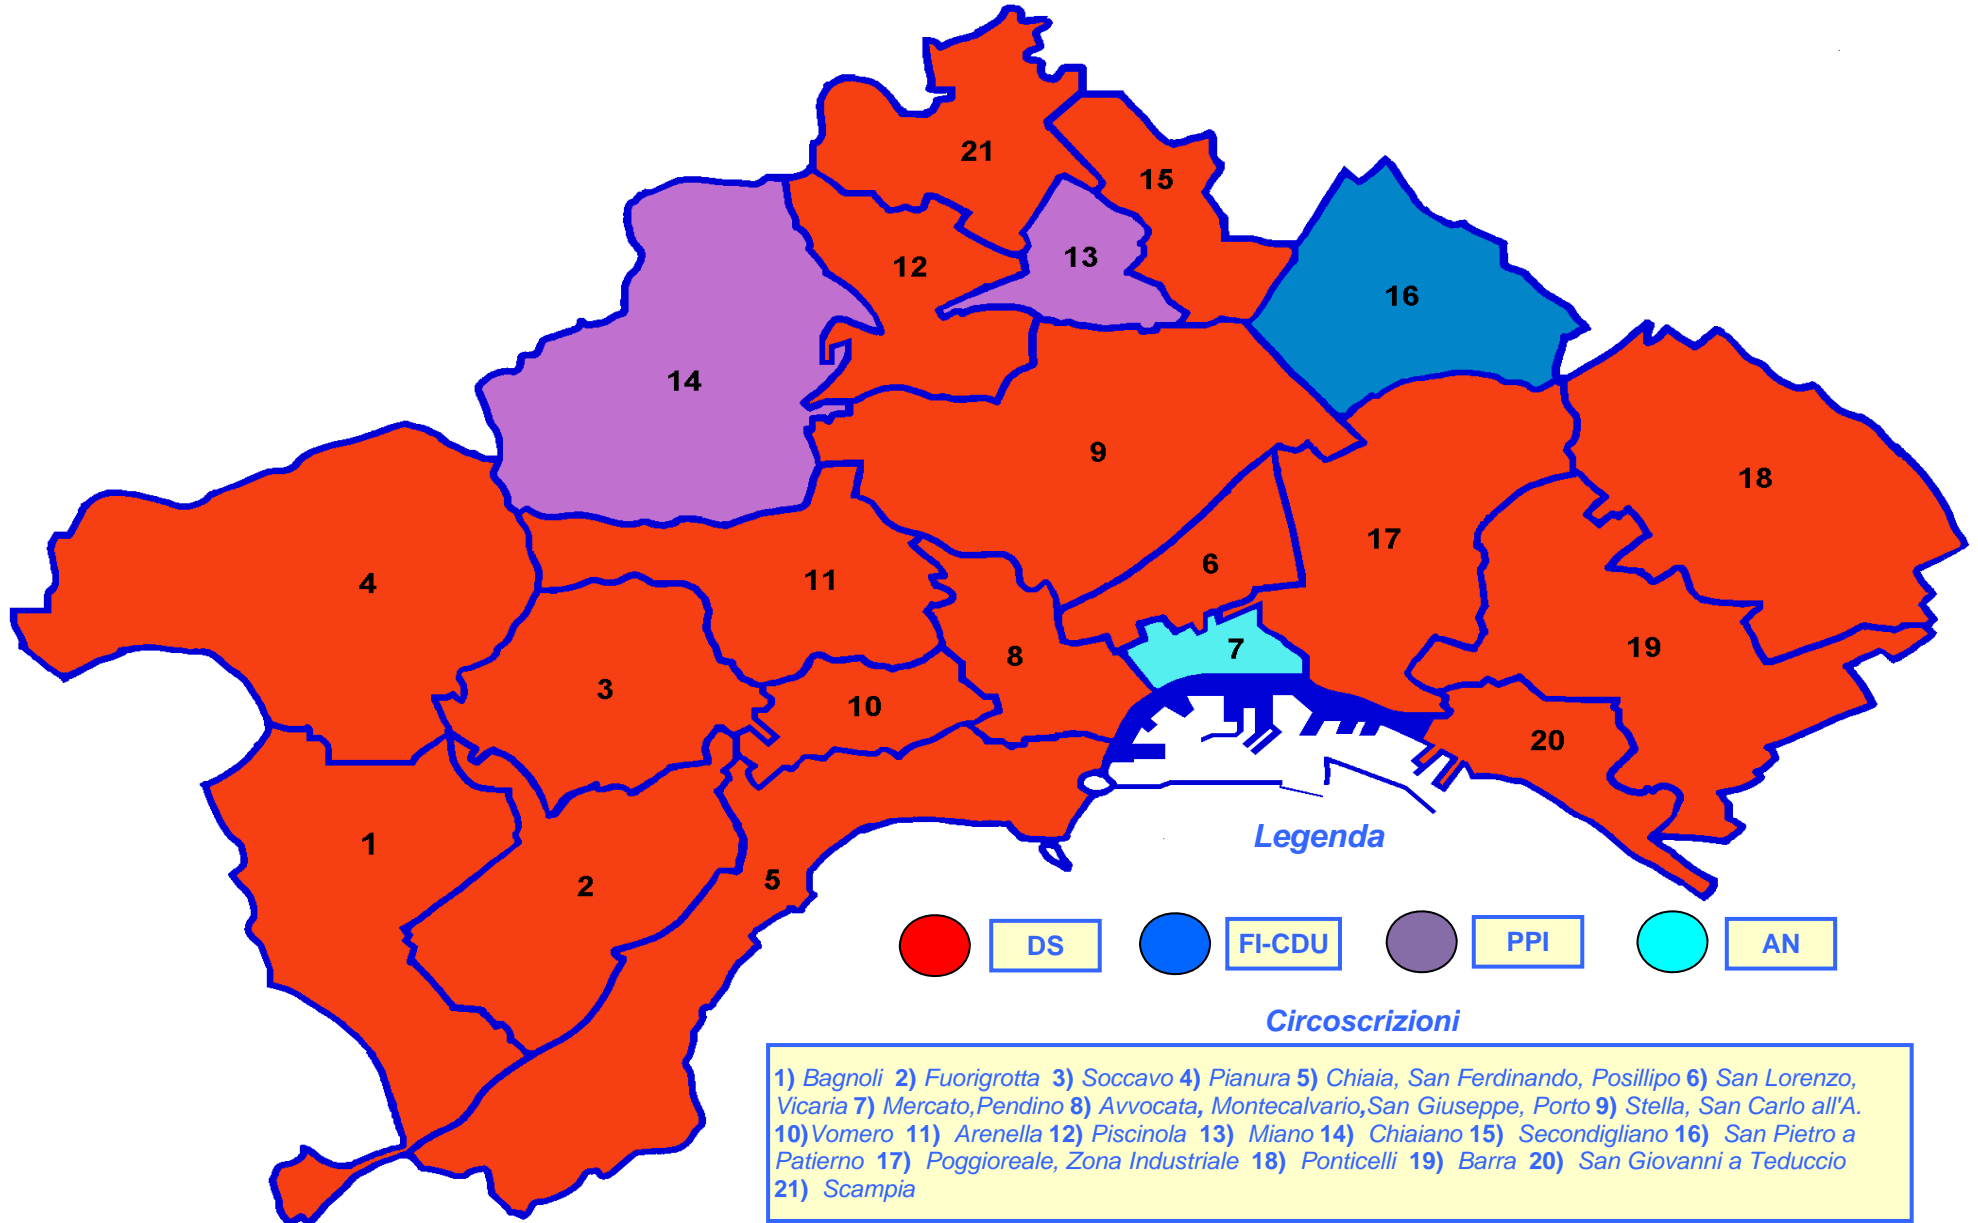 21
15
13
12
16
14
9
18
17
6
11
4
19
7
8
3
10
20
1
2
5
Legenda
DS
FI-CDU
PPI
AN
Circoscrizioni
1) Bagnoli 2) Fuorigrotta 3) Soccavo 4) Pianura 5) Chiaia, San Ferdinando, Posillipo 6) San Lorenzo,
Vicaria 7) Mercato,Pendino 8) Avvocata, Montecalvario,San Giuseppe, Porto 9) Stella, San Carlo all'A.
10)Vomero 11) Arenella 12) Piscinola 13) Miano 14) Chiaiano 15) Secondigliano 16) San Pietro a
Patierno 17) Poggioreale, Zona Industriale 18) Ponticelli 19) Barra 20) San Giovanni a Teduccio
21) Scampia